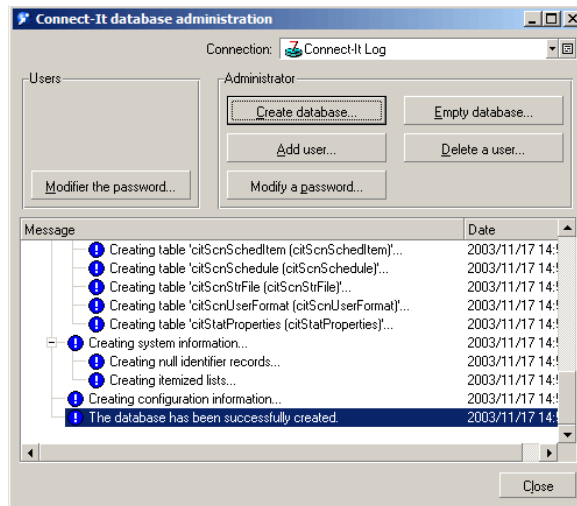 Connect-It database administration
Connection: Connect-It Log
Users
Administrator
Create database... Empty database...
Add user... Delete a user...
Modifier the password... Modify a password...
Message Date
Creating table 'citScnSchedItem (citScnSchedItem)'... 2003/11/17 14:
Creating table 'citScnSchedule (citScnSchedule)'... 2003/11/17 14:
Creating table 'citScnStrFile (citScnStrFile)'... 2003/11/17 14:
Creating table 'citScnUserFormat (citScnUserFormat)'... 2003/11/17 14:
Creating table 'citStatProperties (citStatProperties)'... 2003/11/17 14:
Creating system information... 2003/11/17 14:
Creating null identifier records... 2003/11/17 14:
Creating itemized lists... 2003/11/17 14:
Creating configuration information... 2003/11/17 14:
The database has been successfully created. 2003/11/17 14:
Close